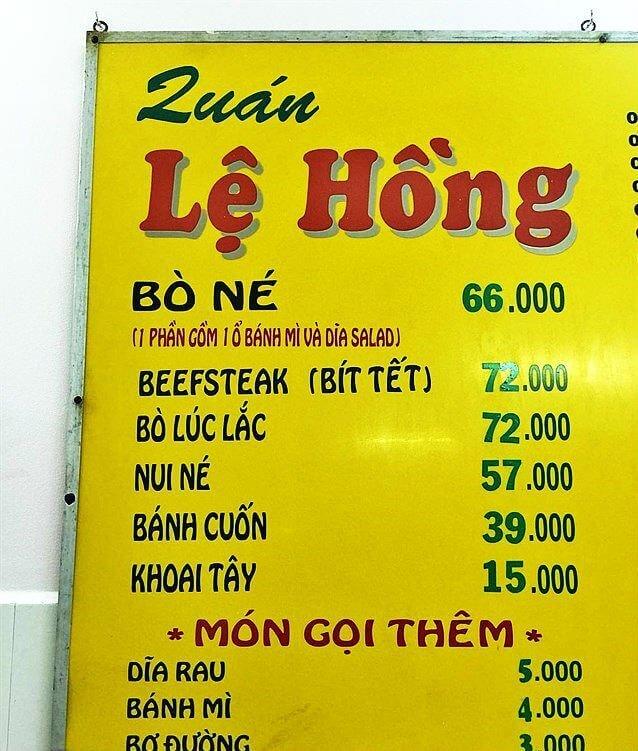 Quán
Lệ Hồng
BÒ NÉ 66.000
(1 PHẦN GỒM 1 Ổ BÁNH MÌ VÀ DĨA SALAD)
BEEFSTEAK (BÍT TẾT) 72.000
BÒ LÚC LẮC 72.000
NUI NÉ 57.000
BÁNH CUỐN 39.000
KHOAI TÂY 15.000
* MÓN GỌI THÊM *
DĨA RAU 5.000
BÁNH MÌ 4.000
BƠ ĐƯỜNG 3.000